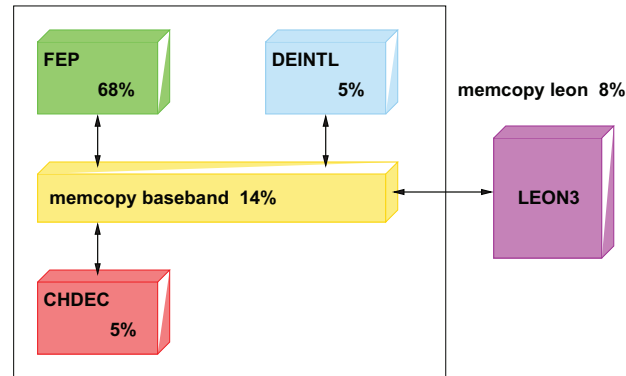 FEP
68%
DEINTL
5%
memcopy leon 8%
memcopy baseband 14%
LEON3
CHDEC
5%